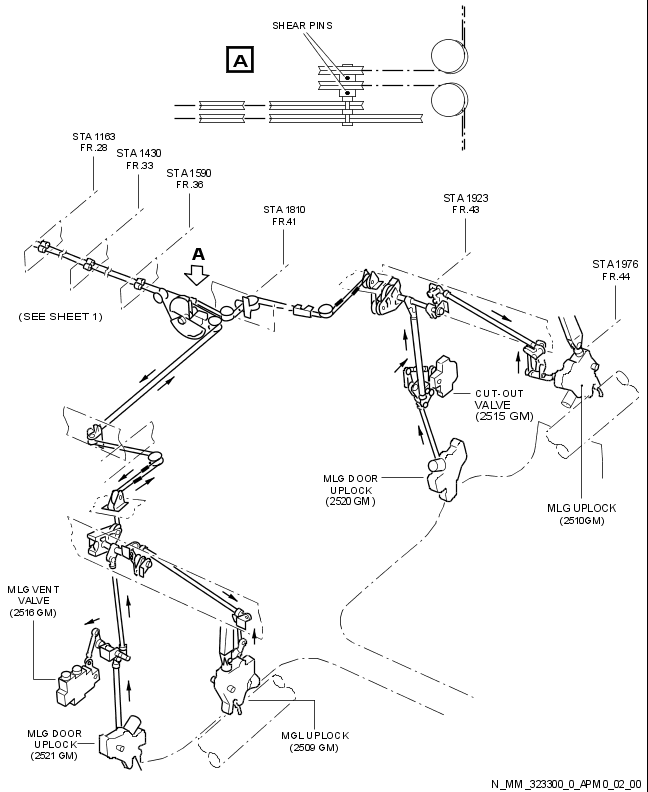 SHEAR PINS
A
STA 1163
FR.28
STA 1430
FR.33
STA 1590
FR.36
STA 1810
FR.41
STA 1923
FR.43
STA 1976
FR.44
A
(SEE SHEET 1)
CUT-OUT
VALVE
(2515 GM)
MLG DOOR
UPLOCK
(2520 GM)
MLG UPLOCK
(2510GM)
MLG VENT
VALVE
(2516 GM)
MLG DOOR
UPLOCK
(2521 GM)
MGL UPLOCK
(2509 GM)
N_MM_323300_0_APM0_02_00